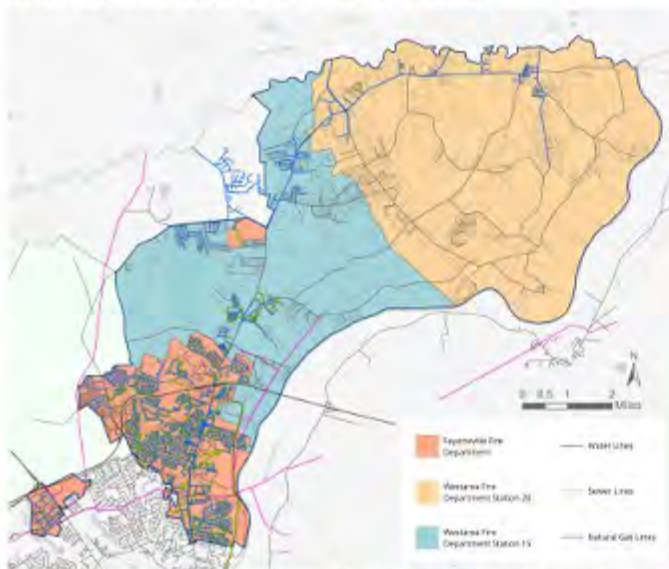 N
0 0.5 1 2
Miles
Fayetteville Fire
Department
Water Lines
Westarea Fire
Department Station 20
Sewer Lines
Westarea Fire
Department Station 15
Natural Gas Lines